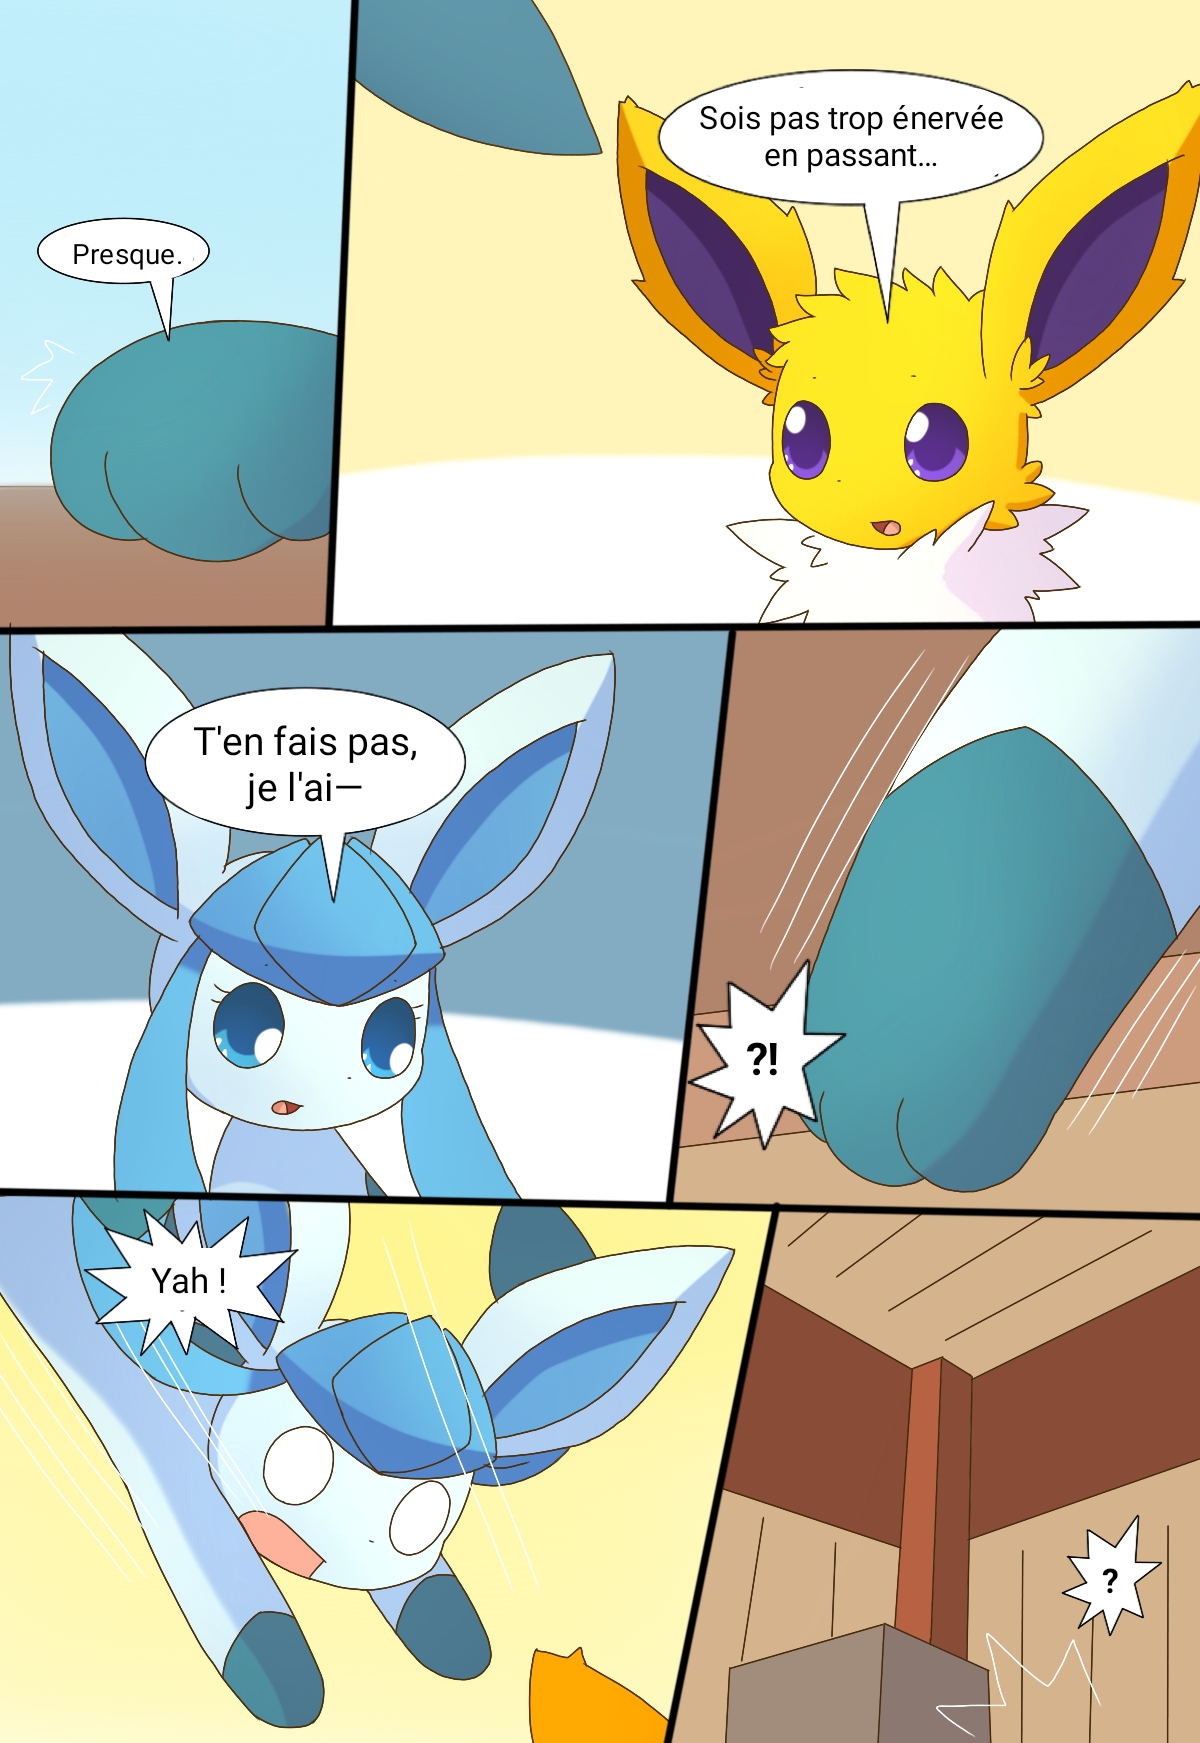 Presque.
Sois pas trop énervée
en passant...
T'en fais pas,
je l'ai—
?!
Yah !
?